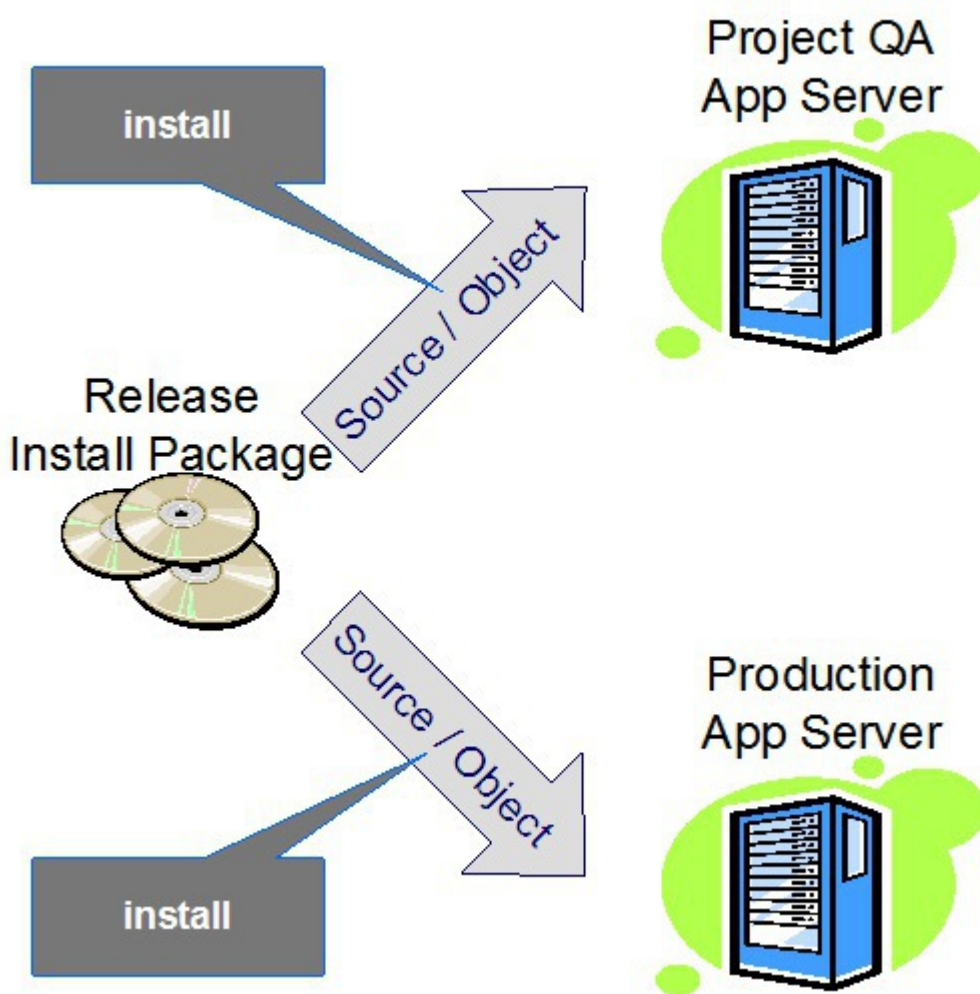 Project QA
App Server
install
Source / Object
Release
Install Package
Source / Object
Production
App Server
install